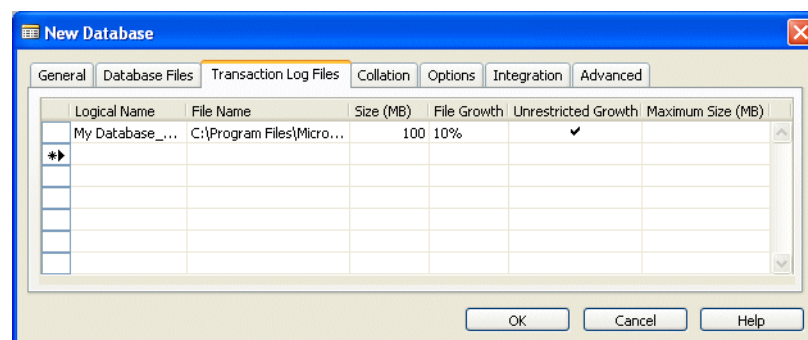 New Database
General Database Files Transaction Log Files Collation Options Integration Advanced
Logical Name File Name Size (MB) File Growth Unrestricted Growth Maximum Size (MB)
My Database_... C:\Program Files\Micro... 100 10% ✔
OK Cancel Help